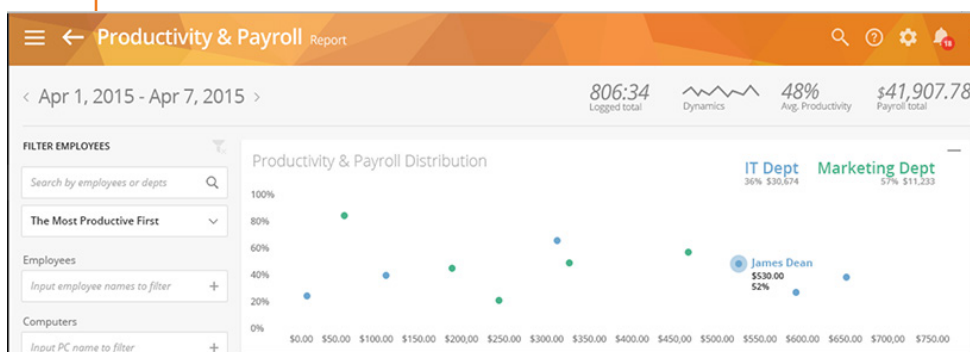 Productivity & Payroll Report
18
Apr 1, 2015 - Apr 7, 2015
806:34
Logged total
Dynamics
48%
Avg. Productivity
$41,907.78
Payroll total
FILTER EMPLOYEES
Search by employees or depts
The Most Productive First
Employees
Input employee names to filter
Computers
Input PC name to filter
Productivity & Payroll Distribution
IT Dept
36% $30,674
Marketing Dept
57% $11,233
100%
80%
60%
40%
20%
0%
James Dean
$530.00
52%
$0.00 $50.00 $100.00 $150.00 $200,00 $250.00 $300.00 $350.00 $400.00 $450,00 $500.00 $550.00 $600.00 $650.00 $700,00 $750.00